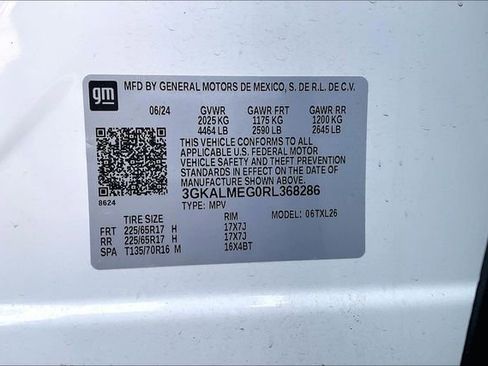 gm
MFD BY GENERAL MOTORS DE MEXICO, S. DE R.L. DE C.V.
06/24 GVWR GAWR FRT GAWR RR
2025 KG 1175 KG 1200 KG
4464 LB 2590 LB 2645 LB
THIS VEHICLE CONFORMS TO ALL
APPLICABLE U.S. FEDERAL MOTOR
VEHICLE SAFETY AND THEFT PREVENTION
STANDARDS IN EFFECT ON THE DATE OF
MANUFACTURE SHOWN ABOVE.
8624 3GKALMEG0RL368286
TYPE: MPV MODEL: 06TXL26
TIRE SIZE RIM
FRT 225/65R17 H 17X7J
RR 225/65R17 H 17X7J
SPA T135/70R16 M 16X4BT